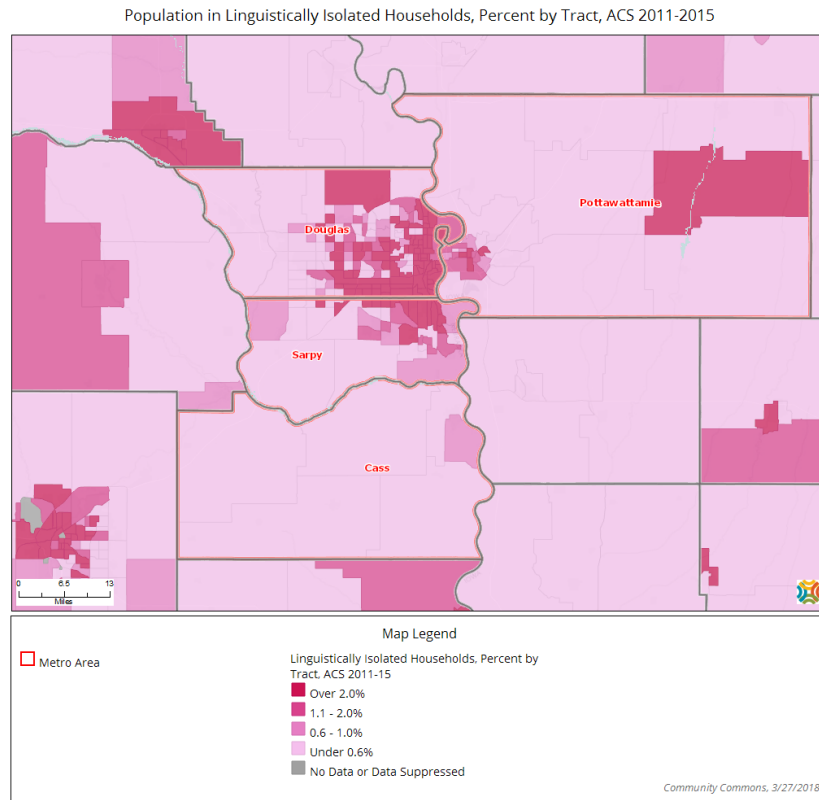 Population in Linguistically Isolated Households, Percent by Tract, ACS 2011-2015
Pottawattamie
Douglas
Sarpy
Cass
0 6.5 13
Miles
Map Legend
Metro Area
Linguistically Isolated Households, Percent by
Tract, ACS 2011-15
Over 2.0%
1.1 - 2.0%
0.6 - 1.0%
Under 0.6%
No Data or Data Suppressed
Community Commons, 3/27/2018